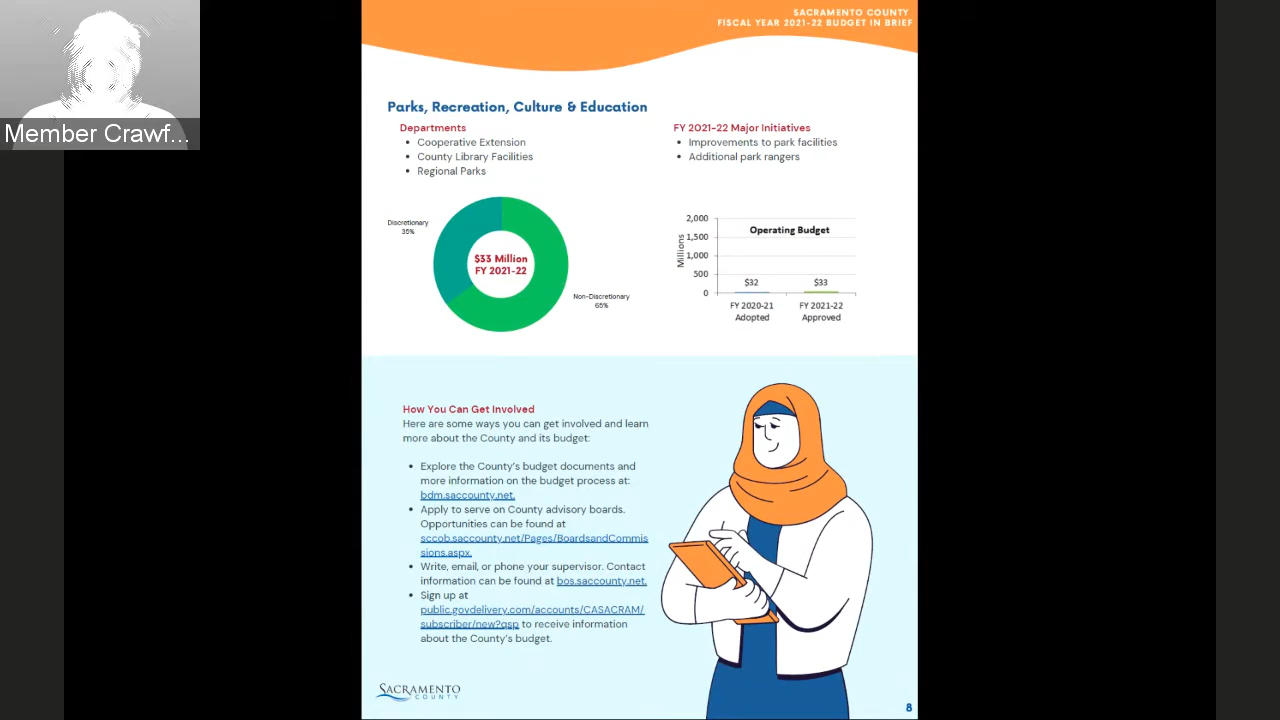 SACRAMENTO COUNTY
FISCAL YEAR 2021-22 BUDGET IN BRIEF
Member Crawf...
Parks, Recreation, Culture & Education
Departments
• Cooperative Extension
• County Library Facilities
• Regional Parks
FY 2021-22 Major Initiatives
• Improvements to park facilities
• Additional park rangers
Discretionary
35%
$33 Million
FY 2021-22
Non-Discretionary
65%
Operating Budget
Millions
2,000
1,500
1,000
500
0
$32
$33
FY 2020-21
Adopted
FY 2021-22
Approved
How You Can Get Involved
Here are some ways you can get involved and learn
more about the County and its budget:
• Explore the County's budget documents and
more information on the budget process at:
bdm.saccounty.net.
• Apply to serve on County advisory boards.
Opportunities can be found at
sccob.saccounty.net/Pages/BoardsandCommis
sions.aspx.
• Write, email, or phone your supervisor. Contact
information can be found at bos.saccounty.net.
• Sign up at
public.govdelivery.com/accounts/CASACRAM/
subscriber/new?qsp to receive information
about the County's budget.
SACRAMENTO
COUNTY
8